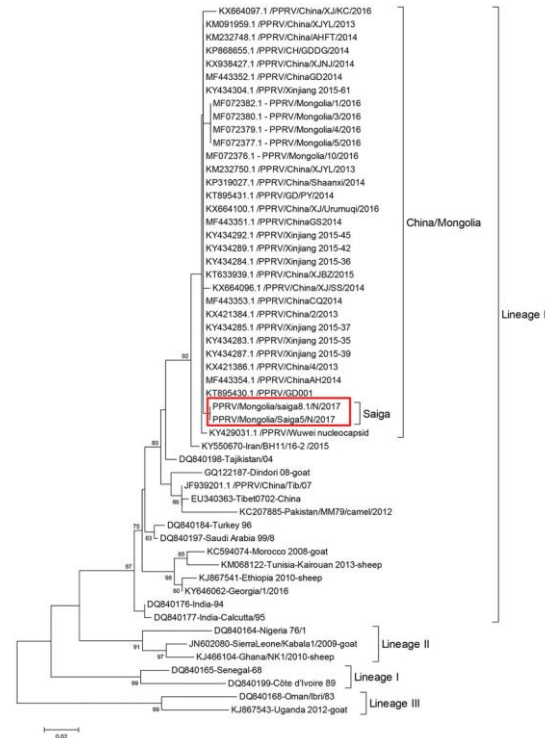 KX664097.1 /PPRV/China/XJ/KC/2016
KM091959.1 /PPRV/China/XJYL/2013
KM232748.1 /PPRV/China/AHFT/2014
KP868655.1 /PPRV/CH/GDDG/2014
KX938427.1 /PPRV/China/XJNJ/2014
MF443352.1 /PPRV/ChinaGD2014
KY434304.1 /PPRV/Xinjiang 2015-61
MF072382.1 - PPRV/Mongolia/1/2016
MF072380.1 - PPRV/Mongolia/3/2016
MF072379.1 - PPRV/Mongolia/4/2016
MF072377.1 - PPRV/Mongolia/5/2016
MF072376.1 - PPRV/Mongolia/10/2016
KM232750.1 /PPRV/China/XJYL/2013
KP319027.1 /PPRV/China/Shaanxi/2014
KT895431.1 /PPRV/GD/PY/2014
KX664100.1 /PPRV/China/XJ/Urumuqi/2016
MF443351.1 /PPRV/ChinaGS2014
China/Mongolia
KY434292.1 /PPRV/Xinjiang 2015-45
KY434289.1 /PPRV/Xinjiang 2015-42
KY434284.1 /PPRV/Xinjiang 2015-36
KT633939.1 /PPRV/China/XJBZ/2015
KX664096.1 /PPRV/China/XJ/SS/2014
MF443353.1 /PPRV/ChinaCQ2014
KX421384.1 /PPRV/China/2/2013
KY434285.1 /PPRV/Xinjiang 2015-37
KY434283.1 /PPRV/Xinjiang 2015-35
KY434287.1 /PPRV/Xinjiang 2015-39
KX421386.1 /PPRV/China/4/2013
MF443354.1 /PPRV/ChinaAH2014
KT895430.1 /PPRV/GD001
PPRV/Mongolia/saiga8.1/N/2017
PPRV/Mongolia/Saiga5/N/2017
Saiga
KY429031.1 /PPRV/Wuwei nucleocapsid
KY550670-Iran/BH11/16-2 /2015
DQ840198-Tajikistan/04
GQ122187-Dindori 08-goat
JF939201.1 /PPRV/China/Tib/07
EU340363-Tibet0702-China
KC207885-Pakistan/MM79/camel/2012
DQ840184-Turkey 96
DQ840197-Saudi Arabia 99/8
KC594074-Morocco 2008-goat
KM068122-Tunisia-Kairouan 2013-sheep
KJ867541-Ethiopia 2010-sheep
KY646062-Georgia/1/2016
DQ840176-India-94
DQ840177-India-Calcutta/95
DQ840164-Nigeria 76/1
JN602080-SierraLeone/Kabala1/2009-goat
KJ466104-Ghana/NK1/2010-sheep
Lineage II
DQ840165-Senegal-68
DQ840199-Côte d'Ivoire 89
Lineage I
DQ840168-Oman/Ibri/83
KJ867543-Uganda 2012-goat
Lineage III
92
80
86
75
63
65
98
80
97
91
97
99
99
0.02